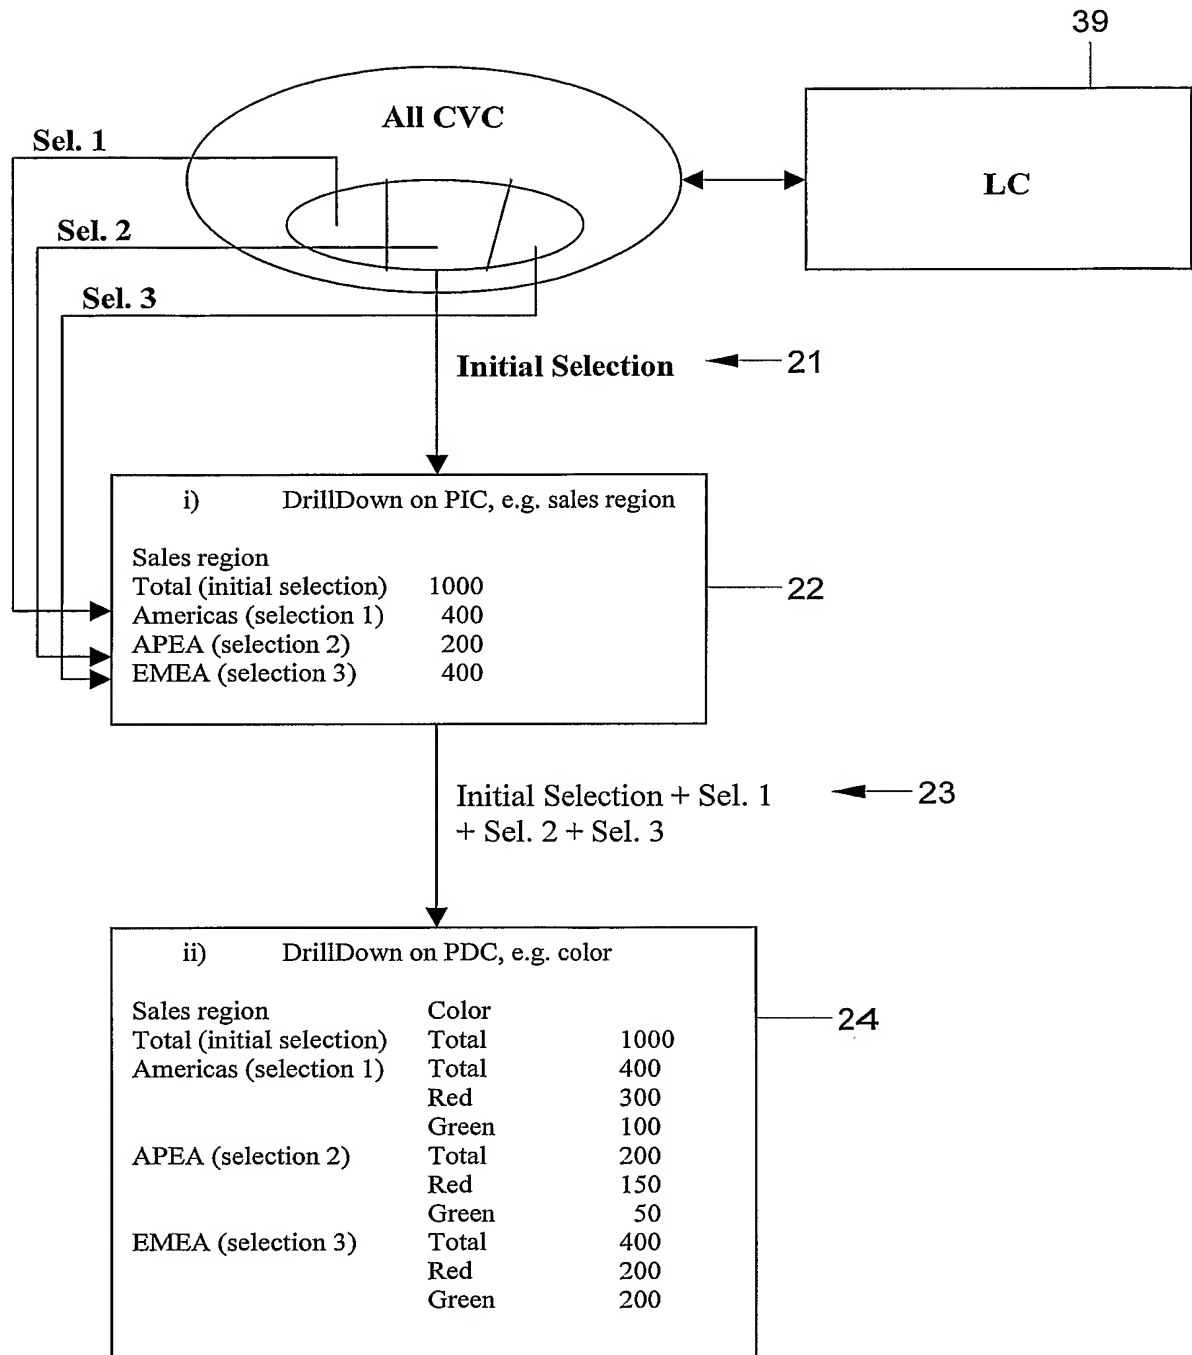 39
All CVC
Sel. 1
LC
Sel. 2
Sel. 3
Initial Selection
21
i) DrillDown on PIC, e.g. sales region
Sales region
Total (initial selection) 1000
Americas (selection 1) 400
APEA (selection 2) 200
EMEA (selection 3) 400
22
Initial Selection + Sel. 1
+ Sel. 2 + Sel. 3
23
ii) DrillDown on PDC, e.g. color
Sales region Color
Total (initial selection) Total 1000
Americas (selection 1) Total 400
Red 300
Green 100
APEA (selection 2) Total 200
Red 150
Green 50
EMEA (selection 3) Total 400
Red 200
Green 200
24